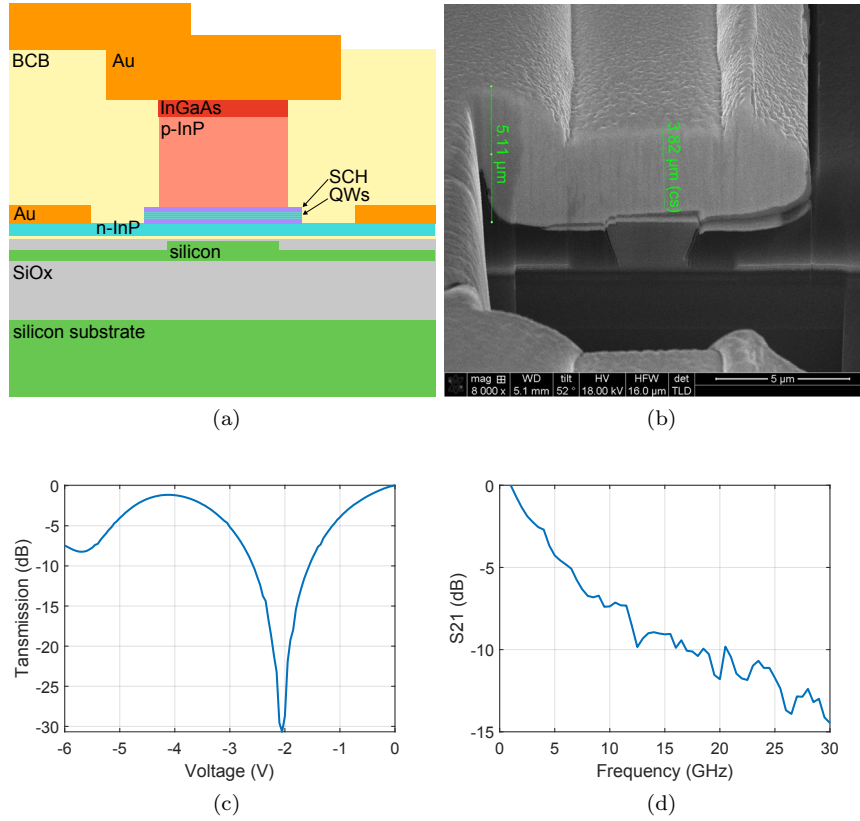 BCB
Au
InGaAs
p-InP
SCH
QWs
Au
n-InP
silicon
SiOx
silicon substrate
(a)
5.11 µm
3.82 µm (cs)
mag WD tilt HV HFW det
8 000 x 5.1 mm 52 ° 18.00 kV 16.0 µm TLD
5 µm
(b)
0
-5
-10
-15
-20
-25
-30
-6 -5 -4 -3 -2 -1 0
Tansmission (dB)
Voltage (V)
(c)
0
-5
-10
-15
0 5 10 15 20 25 30
S21 (dB)
Frequency (GHz)
(d)